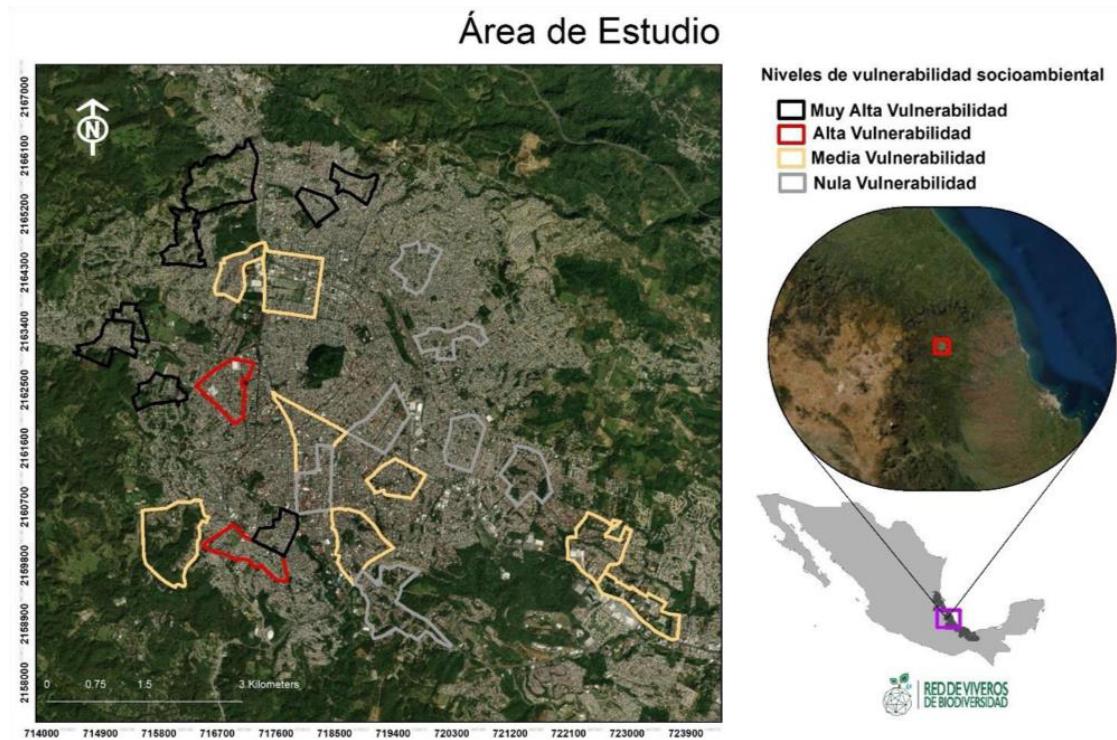 Área de Estudio
Niveles de vulnerabilidad socioambiental
Muy Alta Vulnerabilidad
Alta Vulnerabilidad
Media Vulnerabilidad
Nula Vulnerabilidad
N
2167000
2166100
2165200
2164300
2163400
2162500
2161600
2160700
2159800
2158900
2158000
0 0.75 1.5 3 Kilometers
714000 714900 715800 716700 717600 718500 719400 720300 721200 722100 723000 723900
RED DE VIVEROS
DE BIODIVERSIDAD